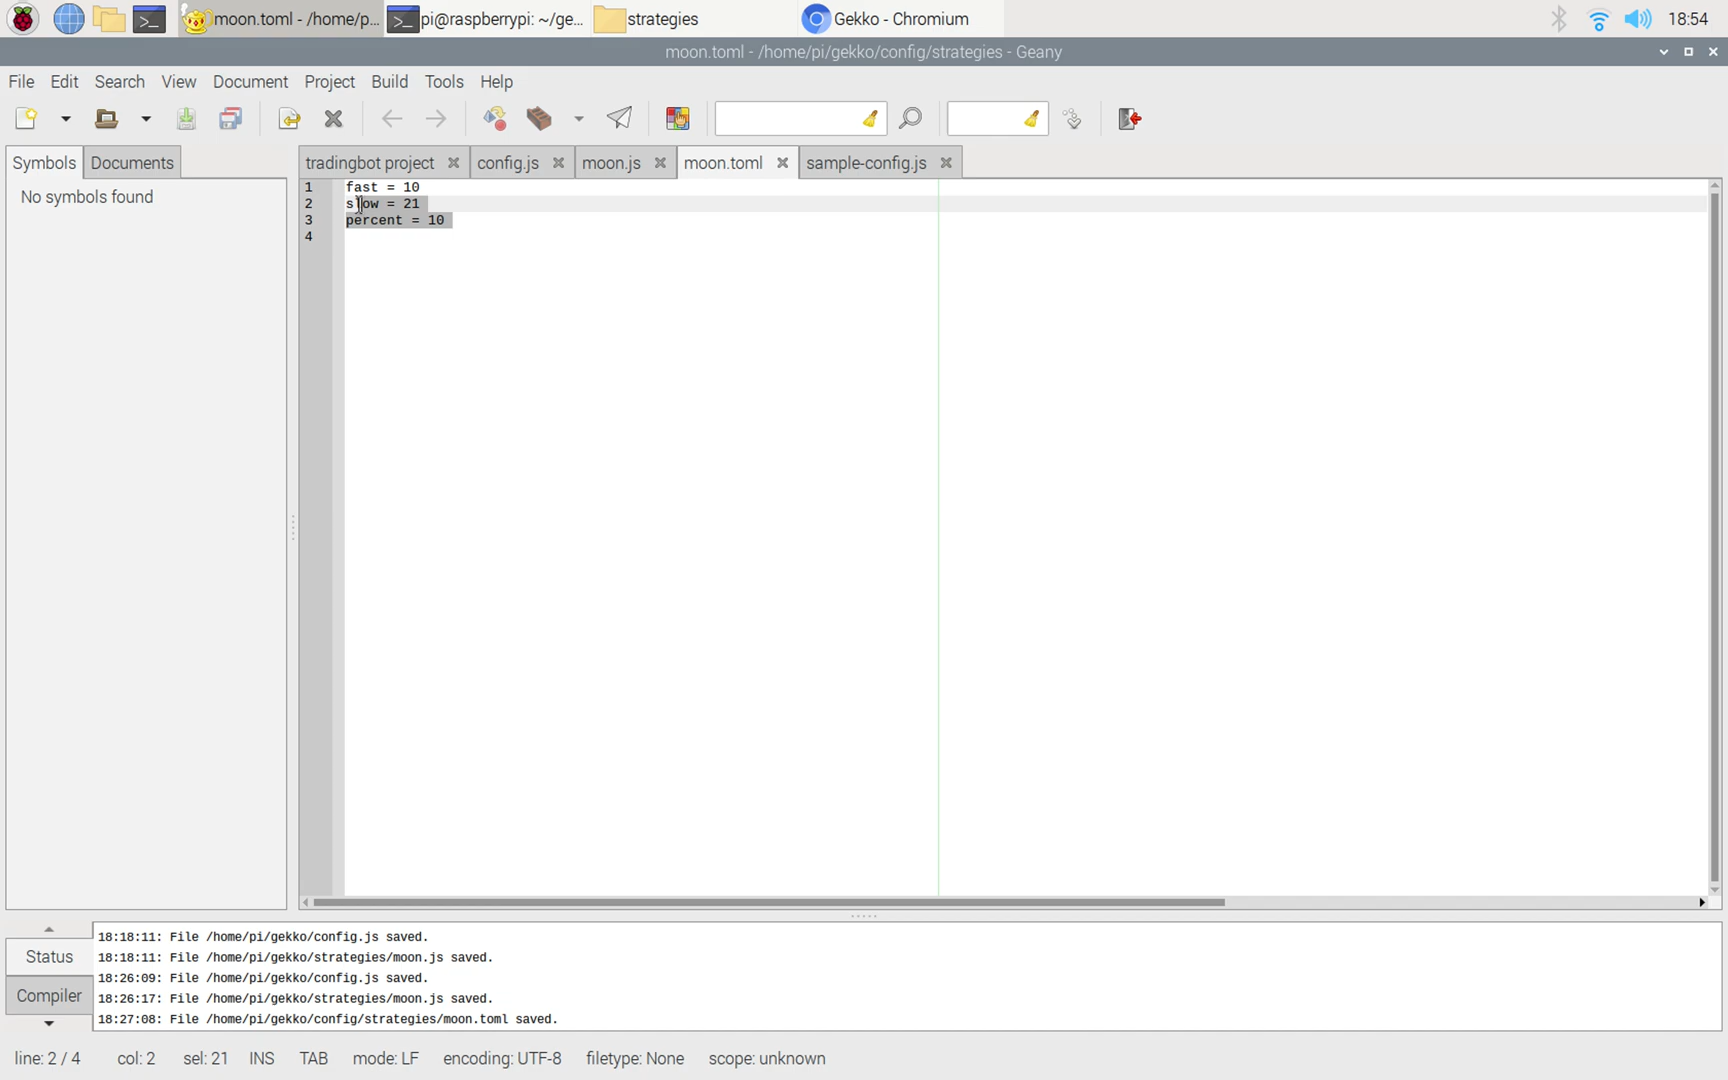 moon.toml - /home/p... pi@raspberrypi: ~/ge... strategies Gekko - Chromium 18:54
moon.toml - /home/pi/gekko/config/strategies - Geany
File Edit Search View Document Project Build Tools Help
Symbols Documents tradingbot project config.js moon.js moon.toml sample-config.js
No symbols found
1 fast = 10
2 slow = 21
3 percent = 10
4
18:18:11: File /home/pi/gekko/config.js saved.
Status 18:18:11: File /home/pi/gekko/strategies/moon.js saved.
18:26:09: File /home/pi/gekko/config.js saved.
Compiler 18:26:17: File /home/pi/gekko/strategies/moon.js saved.
18:27:08: File /home/pi/gekko/config/strategies/moon.toml saved.
line: 2 / 4 col: 2 sel: 21 INS TAB mode: LF encoding: UTF-8 filetype: None scope: unknown